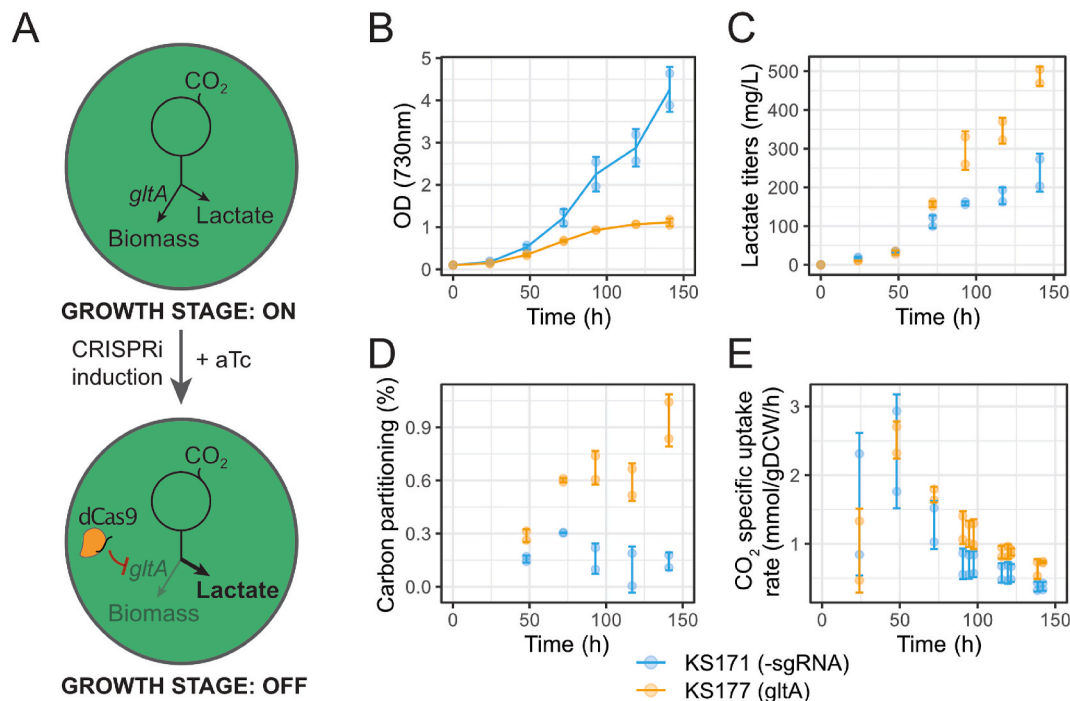 A
CO2
gltA
Lactate
Biomass
GROWTH STAGE: ON
CRISPRi
induction
+ aTc
CO2
dCas9
gltA
Lactate
Biomass
GROWTH STAGE: OFF
B
OD (730nm)
5
4
3
2
1
0
0 50 100 150
Time (h)
C
Lactate titers (mg/L)
500
400
300
200
100
0
0 50 100 150
Time (h)
D
Carbon partitioning (%)
0.9
0.6
0.3
0.0
0 50 100 150
Time (h)
E
CO2 specific uptake
rate (mmol/gDCW/h)
3
2
1
0 50 100 150
Time (h)
KS171 (-sgRNA)
KS177 (gltA)